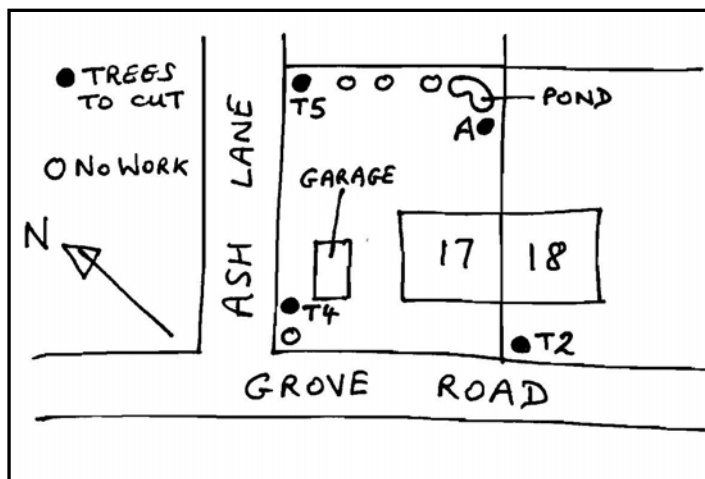 TREES
TO CUT
NO WORK
N
ASH LANE
T5
POND
A
GARAGE
17
18
T4
T2
GROVE ROAD